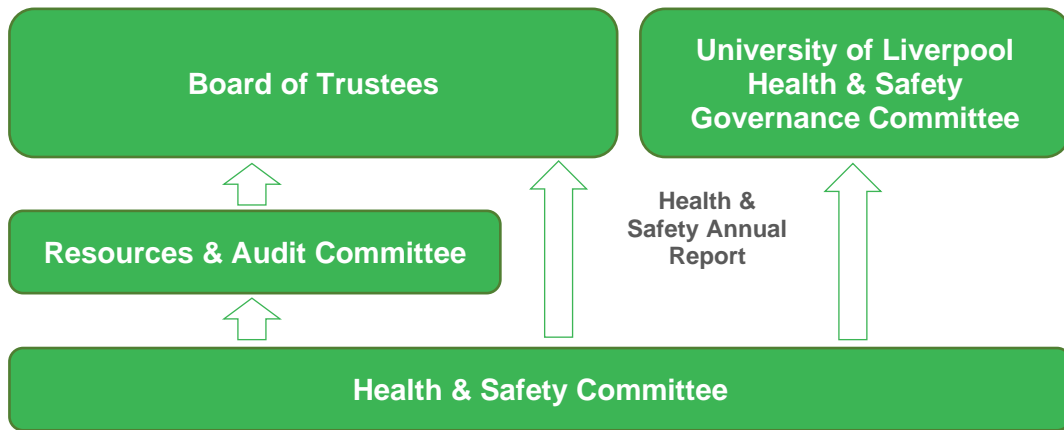 Board of Trustees
University of Liverpool
Health & Safety
Governance Committee
Health &
Safety Annual
Report
Resources & Audit Committee
Health & Safety Committee